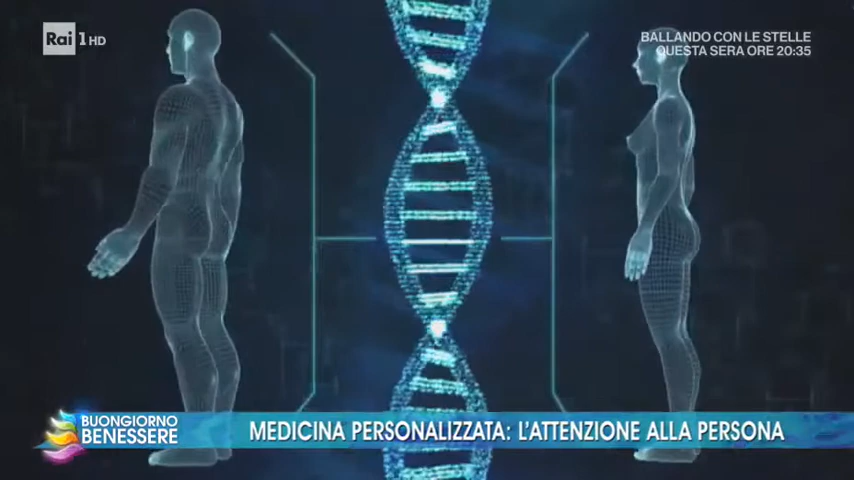 Rai 1 HD
BALLANDO CON LE STELLE
QUESTA SERA ORE 20:35
BUONGIORNO
BENESSERE
MEDICINA PERSONALIZZATA: L'ATTENZIONE ALLA PERSONA